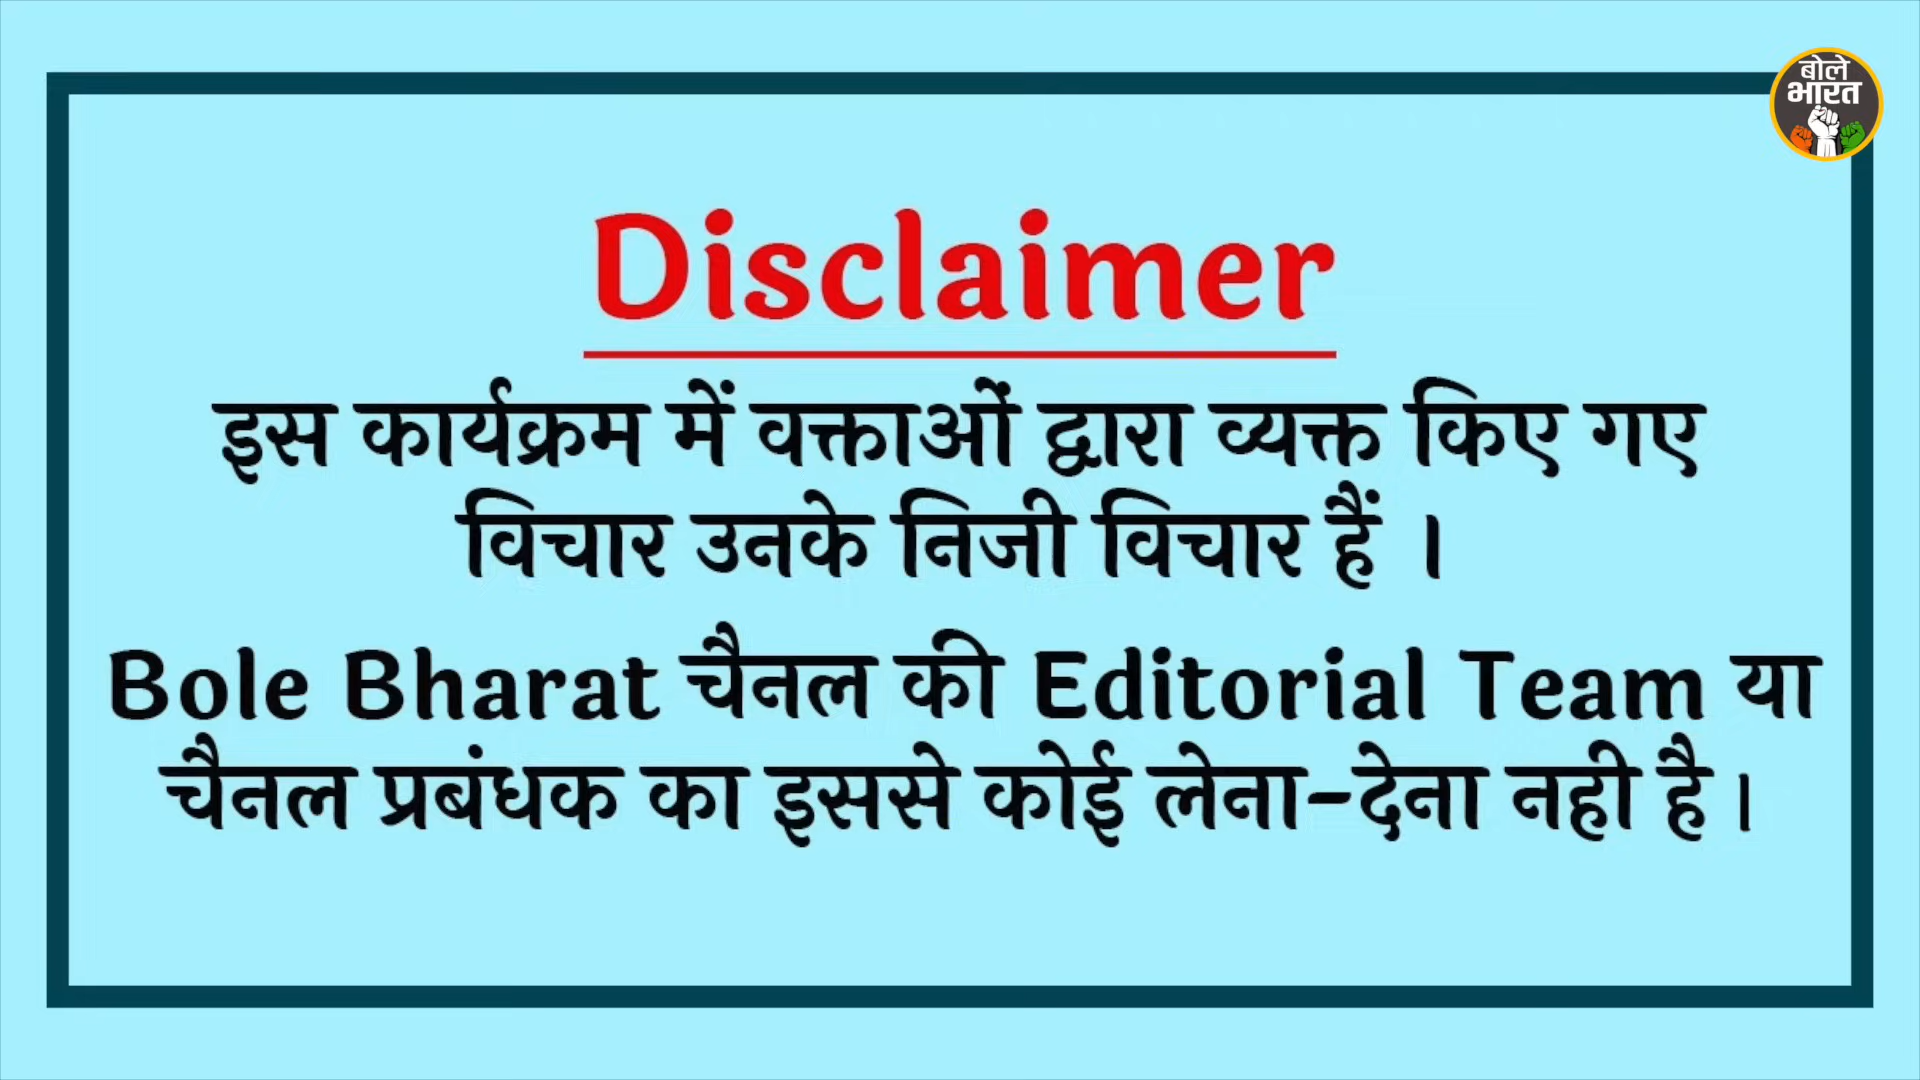 बोले
भारत
Disclaimer
इस कार्यक्रम में वक्ताओं द्वारा व्यक्त किए गए
विचार उनके निजी विचार हैं ।
Bole Bharat चैनल की Editorial Team या
चैनल प्रबंधक का इससे कोई लेना-देना नही है।